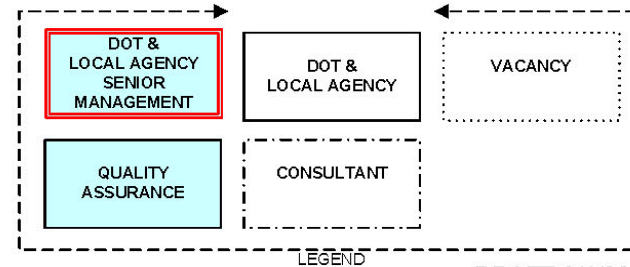 DOT &
LOCAL AGENCY
SENIOR
MANAGEMENT
DOT &
LOCAL AGENCY
VACANCY
QUALITY
ASSURANCE
CONSULTANT
LEGEND